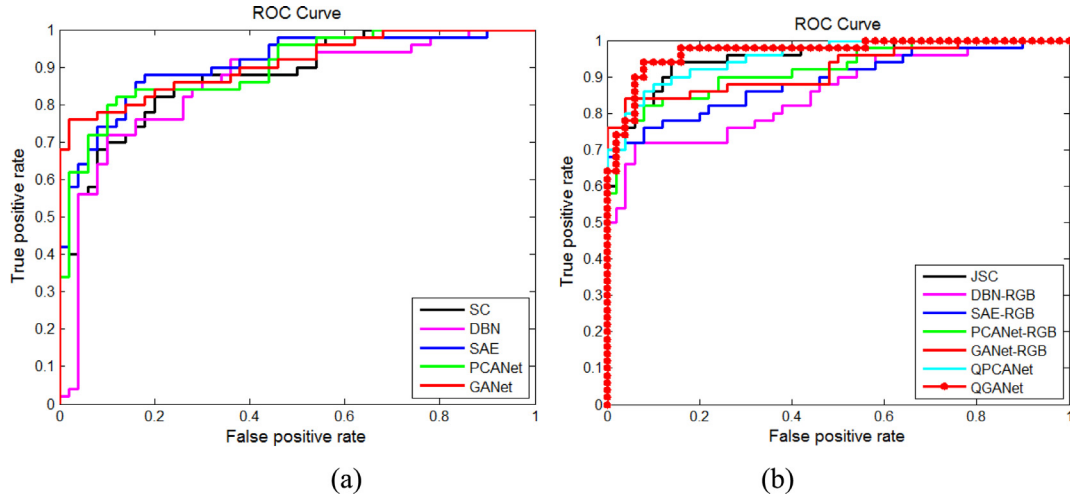 ROC Curve
True positive rate
1
0.9
0.8
0.7
0.6
0.5
0.4
0.3
0.2
0.1
0
SC
DBN
SAE
PCANet
GANet
0 0.2 0.4 0.6 0.8 1
False positive rate
(a)
ROC Curve
True positive rate
1
0.9
0.8
0.7
0.6
0.5
0.4
0.3
0.2
0.1
0
JSC
DBN-RGB
SAE-RGB
PCANet-RGB
GANet-RGB
QPCANet
QGANet
0 0.2 0.4 0.6 0.8 1
False positive rate
(b)